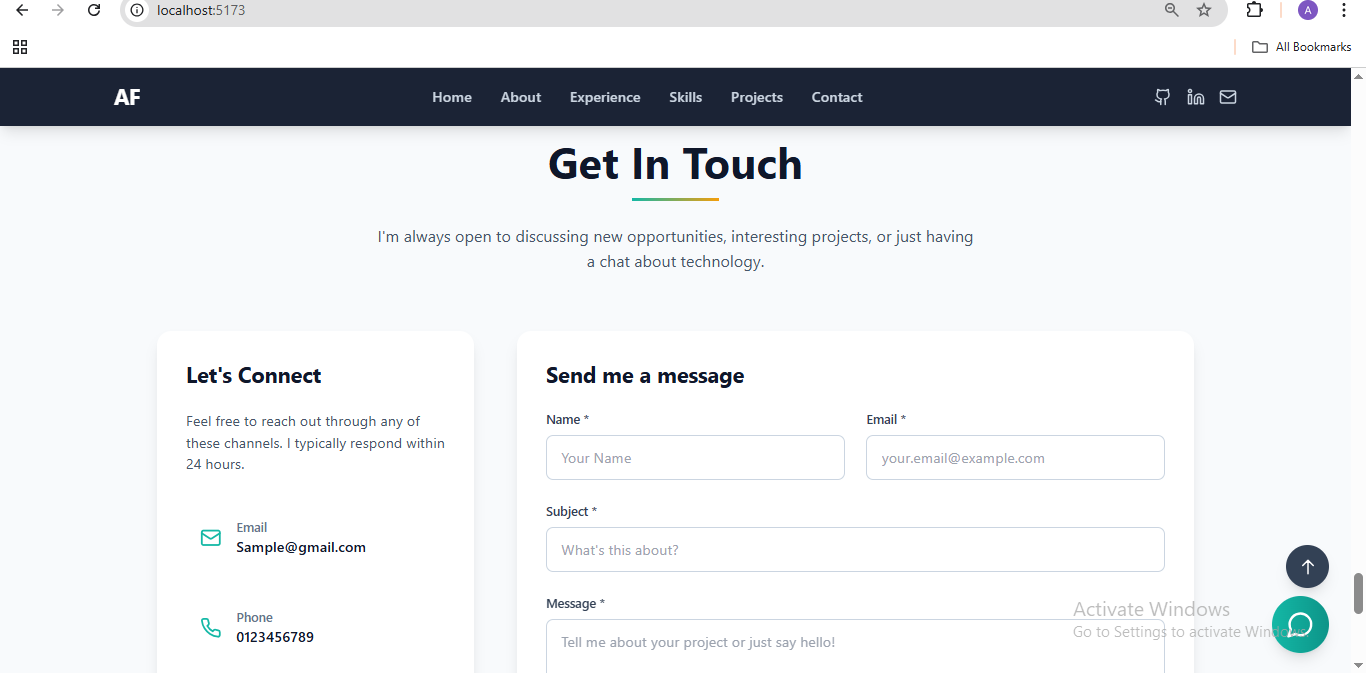 localhost:5173
A
All Bookmarks
AF
Home
About
Experience
Skills
Projects
Contact
Get In Touch
I'm always open to discussing new opportunities, interesting projects, or just having
a chat about technology.
Let's Connect
Feel free to reach out through any of
these channels. I typically respond within
24 hours.
Email
Sample@gmail.com
Phone
0123456789
Send me a message
Name *
Your Name
Email *
your.email@example.com
Subject *
What's this about?
Message *
Tell me about your project or just say hello!
Activate Windows
Go to Settings to activate Windows.